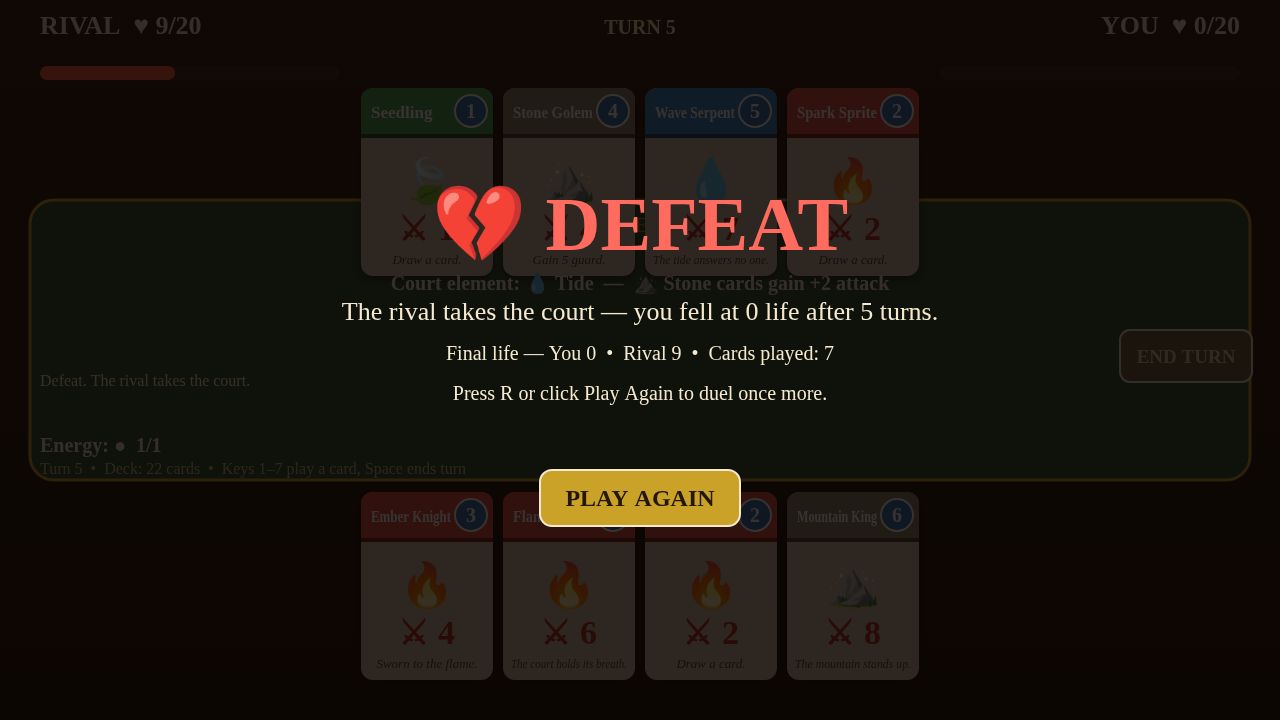 RIVAL ♥ 9/20
TURN 5
YOU ♥ 0/20
Seedling 1
Stone Golem 4
Wave Serpent 5
Spark Sprite 2
💔 DEFEAT
⚔ 2
Draw a card.
Gain 5 guard.
The tide answers no one.
Draw a card.
Court element: 💧 Tide — ⛰️ Stone cards gain +2 attack
The rival takes the court — you fell at 0 life after 5 turns.
Final life — You 0 • Rival 9 • Cards played: 7
Defeat. The rival takes the court.
END TURN
Press R or click Play Again to duel once more.
Energy: ● 1/1
Turn 5 • Deck: 22 cards • Keys 1–7 play a card, Space ends turn
PLAY AGAIN
Ember Knight 3
2
Mountain King 6
⚔ 4
⚔ 6
⚔ 2
⚔ 8
Sworn to the flame.
The court holds its breath.
Draw a card.
The mountain stands up.